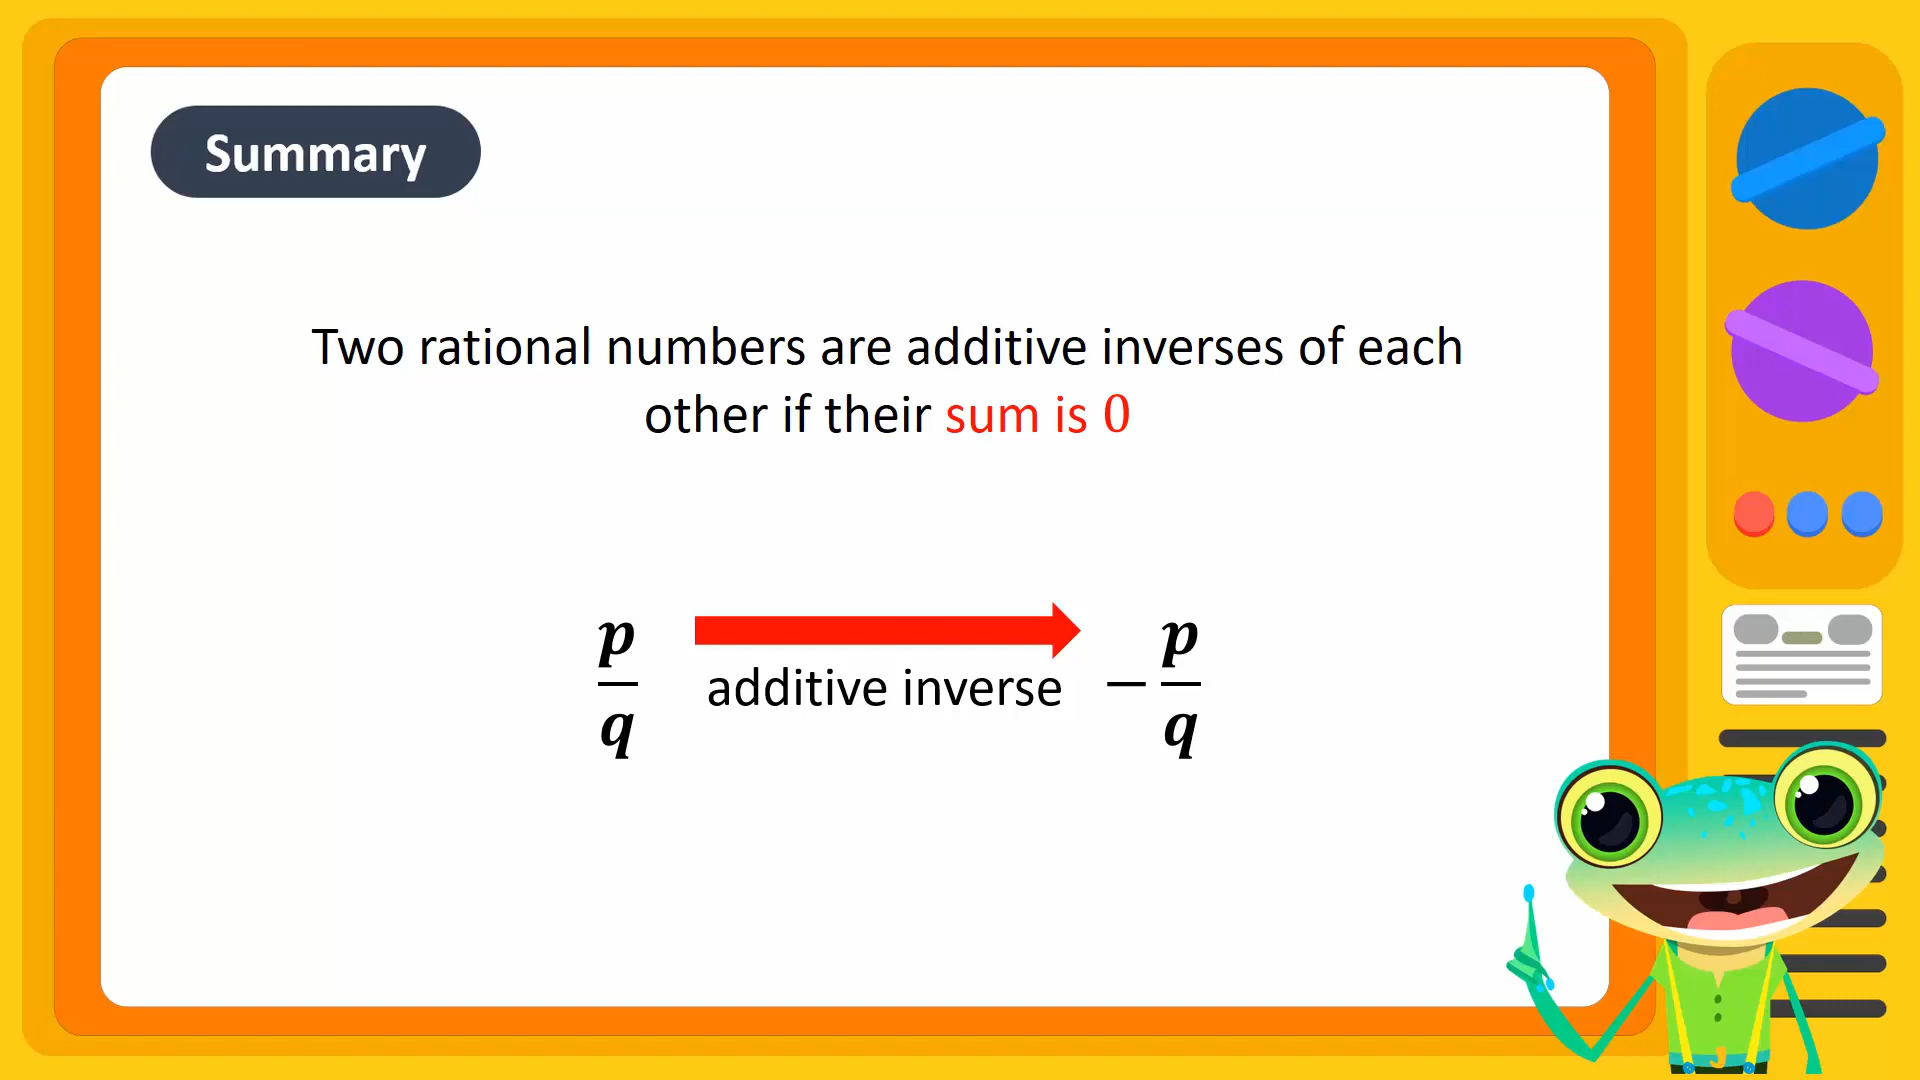 Summary
Two rational numbers are additive inverses of each
other if their sum is 0
p/q additive inverse −p/q